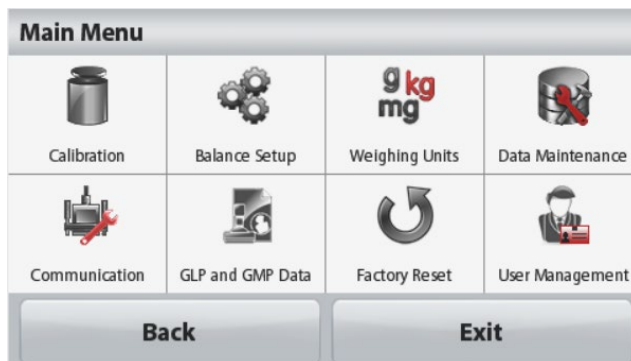 Main Menu
g kg
mg
Calibration Balance Setup Weighing Units Data Maintenance
Communication GLP and GMP Data Factory Reset User Management
Back Exit